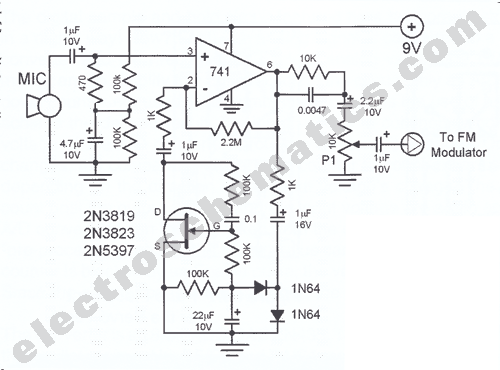 1µF
10V
MIC
470
100k
4.7µF
10V
100K
3
+
741
-
2
7
6
4
9V
10K
0.0047
2.2µF
10V
10K
P1
1µF
10V
To FM
Modulator
1K
1µF
10V
2.2M
100K
0.1
1K
1µF
16V
2N3819
2N3823
2N5397
D
G
S
100K
100K
22µF
10V
1N64
1N64
electroschematics.com